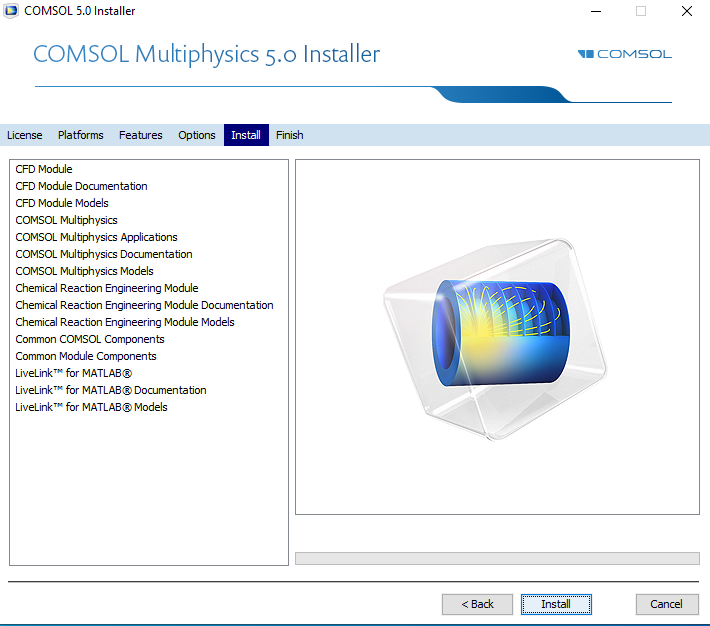 COMSOL 5.0 Installer
COMSOL Multiphysics 5.0 Installer
COMSOL
License Platforms Features Options Install Finish
CFD Module
CFD Module Documentation
CFD Module Models
COMSOL Multiphysics
COMSOL Multiphysics Applications
COMSOL Multiphysics Documentation
COMSOL Multiphysics Models
Chemical Reaction Engineering Module
Chemical Reaction Engineering Module Documentation
Chemical Reaction Engineering Module Models
Common COMSOL Components
Common Module Components
LiveLink™ for MATLAB®
LiveLink™ for MATLAB® Documentation
LiveLink™ for MATLAB® Models
< Back Install Cancel